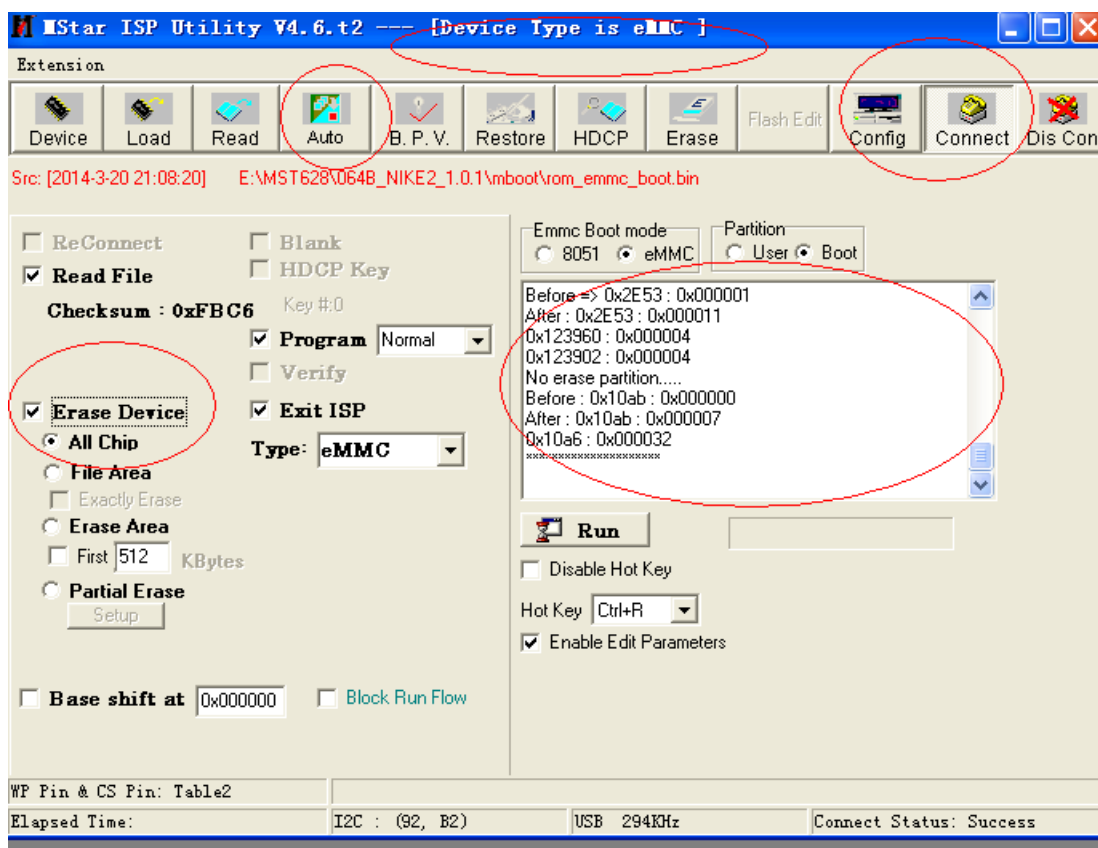 MStar ISP Utility V4.6.t2 --- [Device Type is eMMC ]
Extension
Device Load Read Auto B.P.V. Restore HDCP Erase Flash Edit Config Connect Dis Con
Src: [2014-3-20 21:08:20] E:\MST628\064B_NIKE2_1.0.1\mboot\rom_emmc_boot.bin
ReConnect
Blank
Read File
HDCP Key
Checksum : 0xFBC6
Key #:0
Program Normal
Verify
Erase Device
Exit ISP
All Chip
Type: eMMC
File Area
Exactly Erase
Erase Area
First 512 KBytes
Partial Erase
Setup
Base shift at 0x000000
Block Run Flow
Emmc Boot mode
8051 eMMC
Partition
User Boot
Before => 0x2E53 : 0x000001
After : 0x2E53 : 0x000011
0x123960 : 0x000004
0x123902 : 0x000004
No erase partition.....
Before : 0x10ab : 0x000000
After : 0x10ab : 0x000007
0x10a6 : 0x000032
Run
Disable Hot Key
Hot Key Ctrl+R
Enable Edit Parameters
WP Pin & CS Pin: Table2
Elapsed Time:
I2C : (92, B2)
USB 294KHz
Connect Status: Success